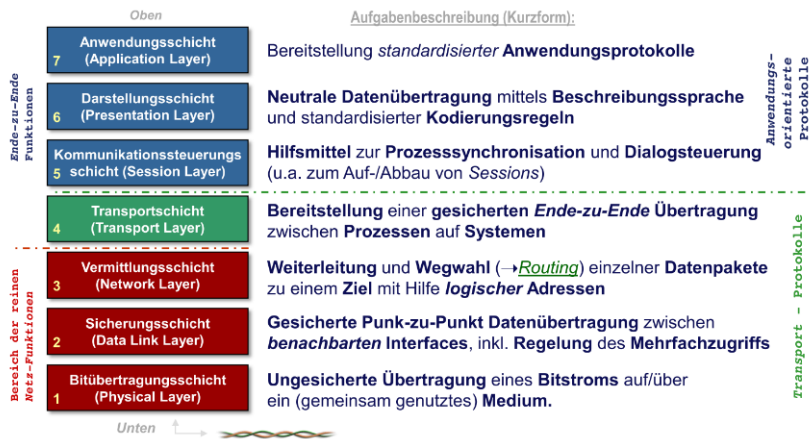 Oben
Aufgabenbeschreibung (Kurzform):
7
Anwendungsschicht
(Application Layer)
Bereitstellung standardisierter Anwendungsprotokolle
6
Darstellungsschicht
(Presentation Layer)
Neutrale Datenübertragung mittels Beschreibungssprache
und standardisierter Kodierungsregeln
5
Kommunikationssteuerungs
schicht (Session Layer)
Hilfsmittel zur Prozesssynchronisation und Dialogsteuerung
(u.a. zum Auf-/Abbau von Sessions)
4
Transportschicht
(Transport Layer)
Bereitstellung einer gesicherten Ende-zu-Ende Übertragung
zwischen Prozessen auf Systemen
3
Vermittlungsschicht
(Network Layer)
Weiterleitung und Wegwahl (→Routing) einzelner Datenpakete
zu einem Ziel mit Hilfe logischer Adressen
2
Sicherungsschicht
(Data Link Layer)
Gesicherte Punk-zu-Punkt Datenübertragung zwischen
benachbarten Interfaces, inkl. Regelung des Mehrfachzugriffs
1
Bitübertragungsschicht
(Physical Layer)
Ungesicherte Übertragung eines Bitstroms auf/über
ein (gemeinsam genutztes) Medium.
Unten
Ende-zu-Ende
Funktionen
Bereich der reinen
Netz-Funktionen
Anwendungs-
orientierte
Protokolle
Transport - Protokolle